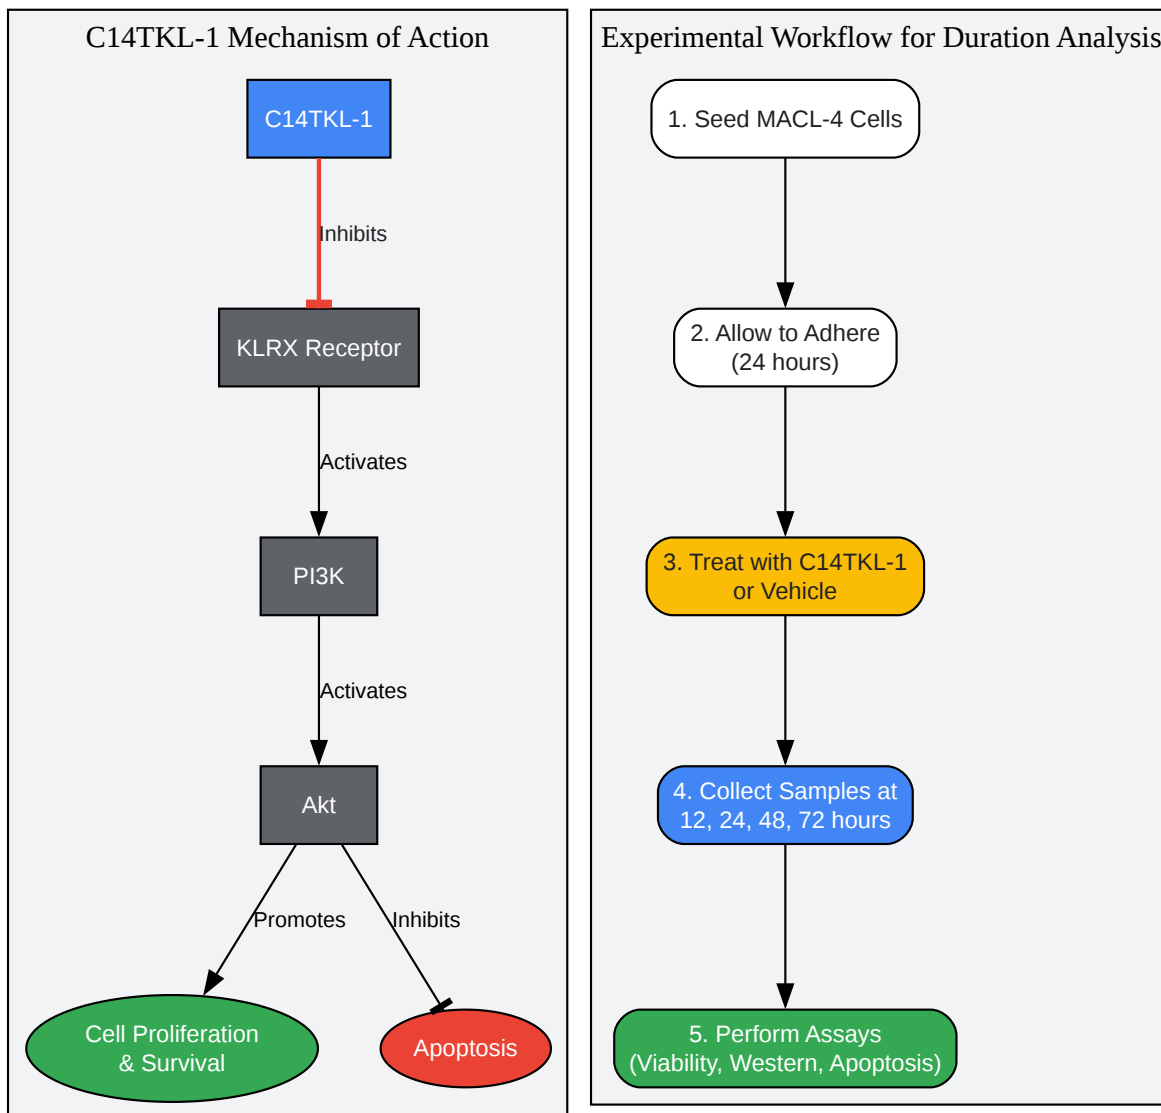 C14TKL-1 Mechanism of Action
C14TKL-1
Inhibits
KLRX Receptor
Activates
PI3K
Activates
Akt
Promotes
Inhibits
Cell Proliferation
& Survival
Apoptosis
Experimental Workflow for Duration Analysis
1. Seed MACL-4 Cells
2. Allow to Adhere
(24 hours)
3. Treat with C14TKL-1
or Vehicle
4. Collect Samples at
12, 24, 48, 72 hours
5. Perform Assays
(Viability, Western, Apoptosis)